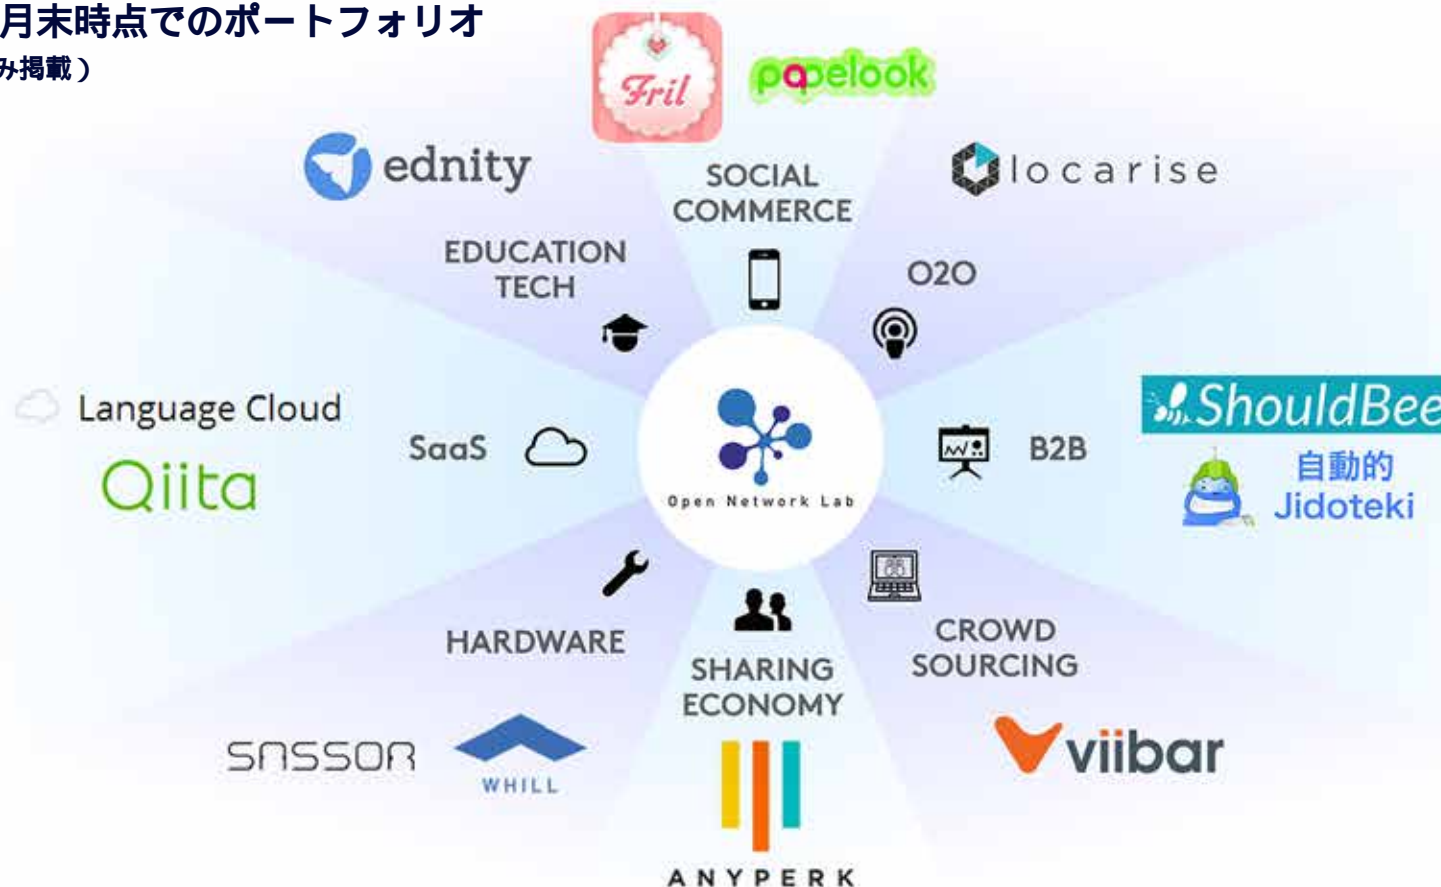 月末時点でのポートフォリオ
み掲載）
Fril
papelook
ednity
locarise
SOCIAL
COMMERCE
EDUCATION
TECH
O2O
Language Cloud
Qiita
SaaS
Open Network Lab
B2B
ShouldBee
自動的
Jidoteki
HARDWARE
SHARING
ECONOMY
CROWD
SOURCING
SASSOR
WHILL
viibar
ANYPERK